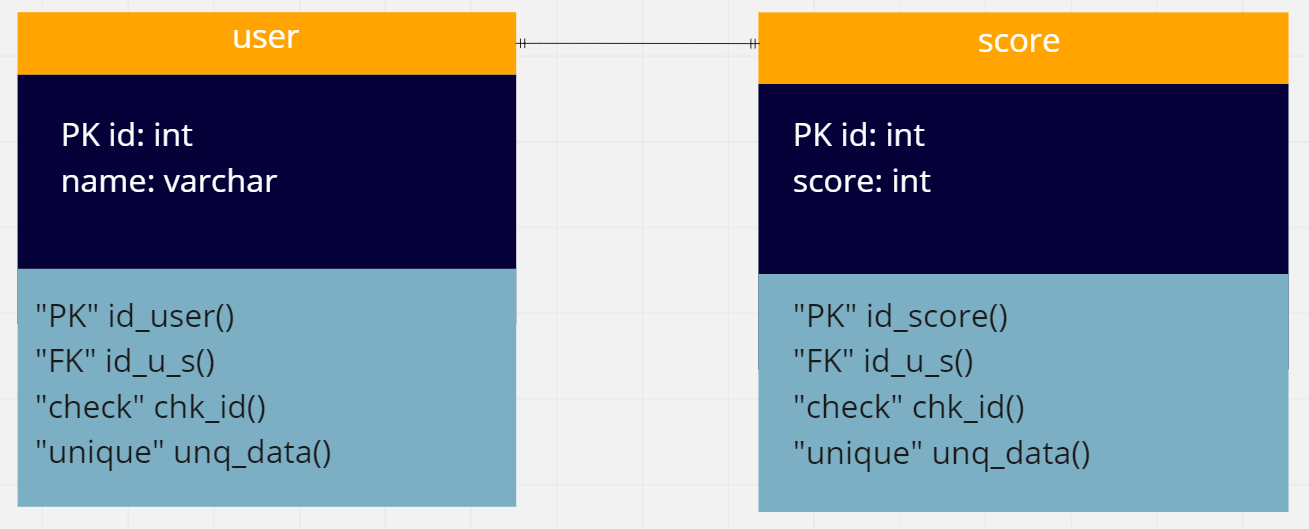 user
PK id: int
name: varchar
"PK" id_user()
"FK" id_u_s()
"check" chk_id()
"unique" unq_data()
score
PK id: int
score: int
"PK" id_score()
"FK" id_u_s()
"check" chk_id()
"unique" unq_data()